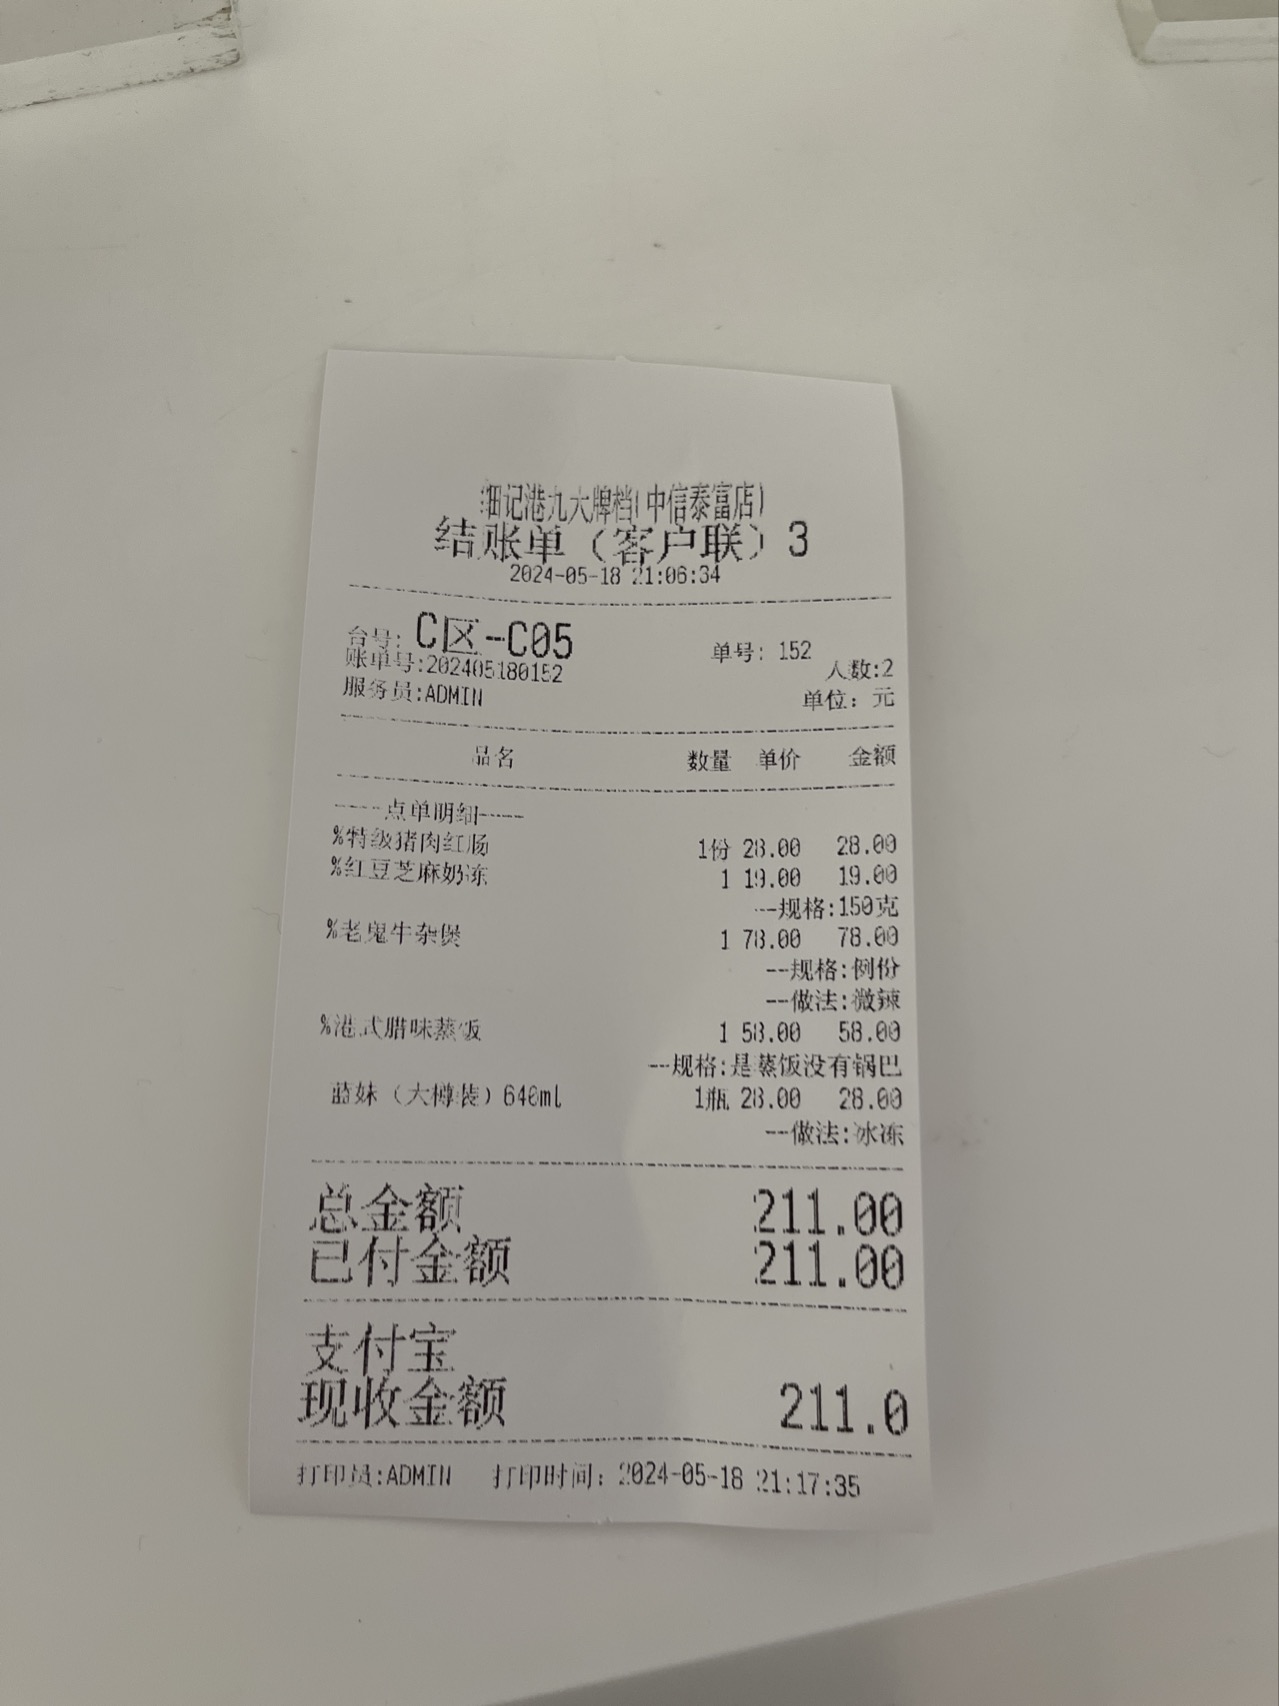 细记港九大牌档(中信泰富店)
结账单（客户联）3
2024-05-18 21:06:34
台号: C区-C05 单号: 152
账单号:202405180152 人数:2
服务员:ADMIN 单位: 元
品名 数量 单价 金额
-----点单明细-----
%特级猪肉红肠 1份 28.00 28.00
%红豆芝麻奶冻 1 19.00 19.00
--规格:150克
%老鬼牛杂煲 1 78.00 78.00
--规格:例份
--做法:微辣
%港式腊味蒸饭 1 58.00 58.00
--规格:是蒸饭没有锅巴
蓝妹（大樽装）640ml 1瓶 28.00 28.00
--做法:冰冻
总金额 211.00
已付金额 211.00
支付宝
现收金额 211.0
打印员:ADMIN 打印时间: 2024-05-18 21:17:35